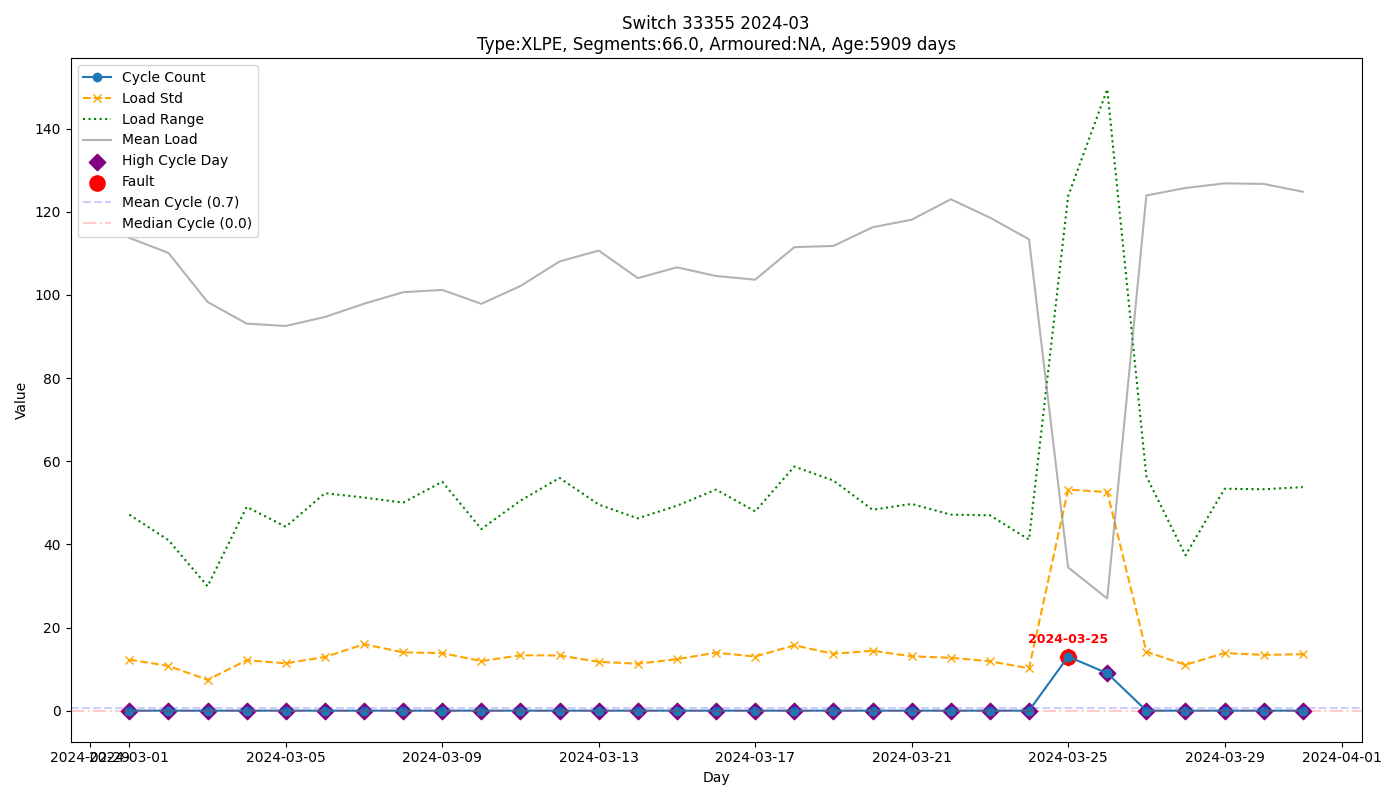 Switch 33355 2024-03
Type:XLPE, Segments:66.0, Armoured:NA, Age:5909 days
Cycle Count
Load Std
Load Range
Mean Load
High Cycle Day
Fault
Mean Cycle (0.7)
Median Cycle (0.0)
140
120
100
80
60
40
20
0
Value
2024-03-25
2024-02-29
2024-03-01
2024-03-05
2024-03-09
2024-03-13
2024-03-17
2024-03-21
2024-03-25
2024-03-29
2024-04-01
Day